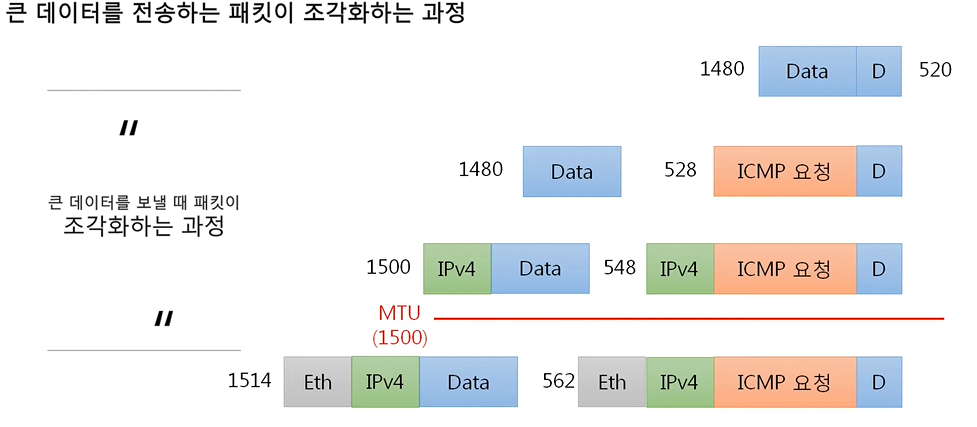 큰 데이터를 전송하는 패킷이 조각화하는 과정
1480 Data D 520
〃
1480 Data 528 ICMP 요청 D
큰 데이터를 보낼 때 패킷이
조각화하는 과정
1500 IPv4 Data 548 IPv4 ICMP 요청 D
〃
MTU
(1500)
1514 Eth IPv4 Data 562 Eth IPv4 ICMP 요청 D